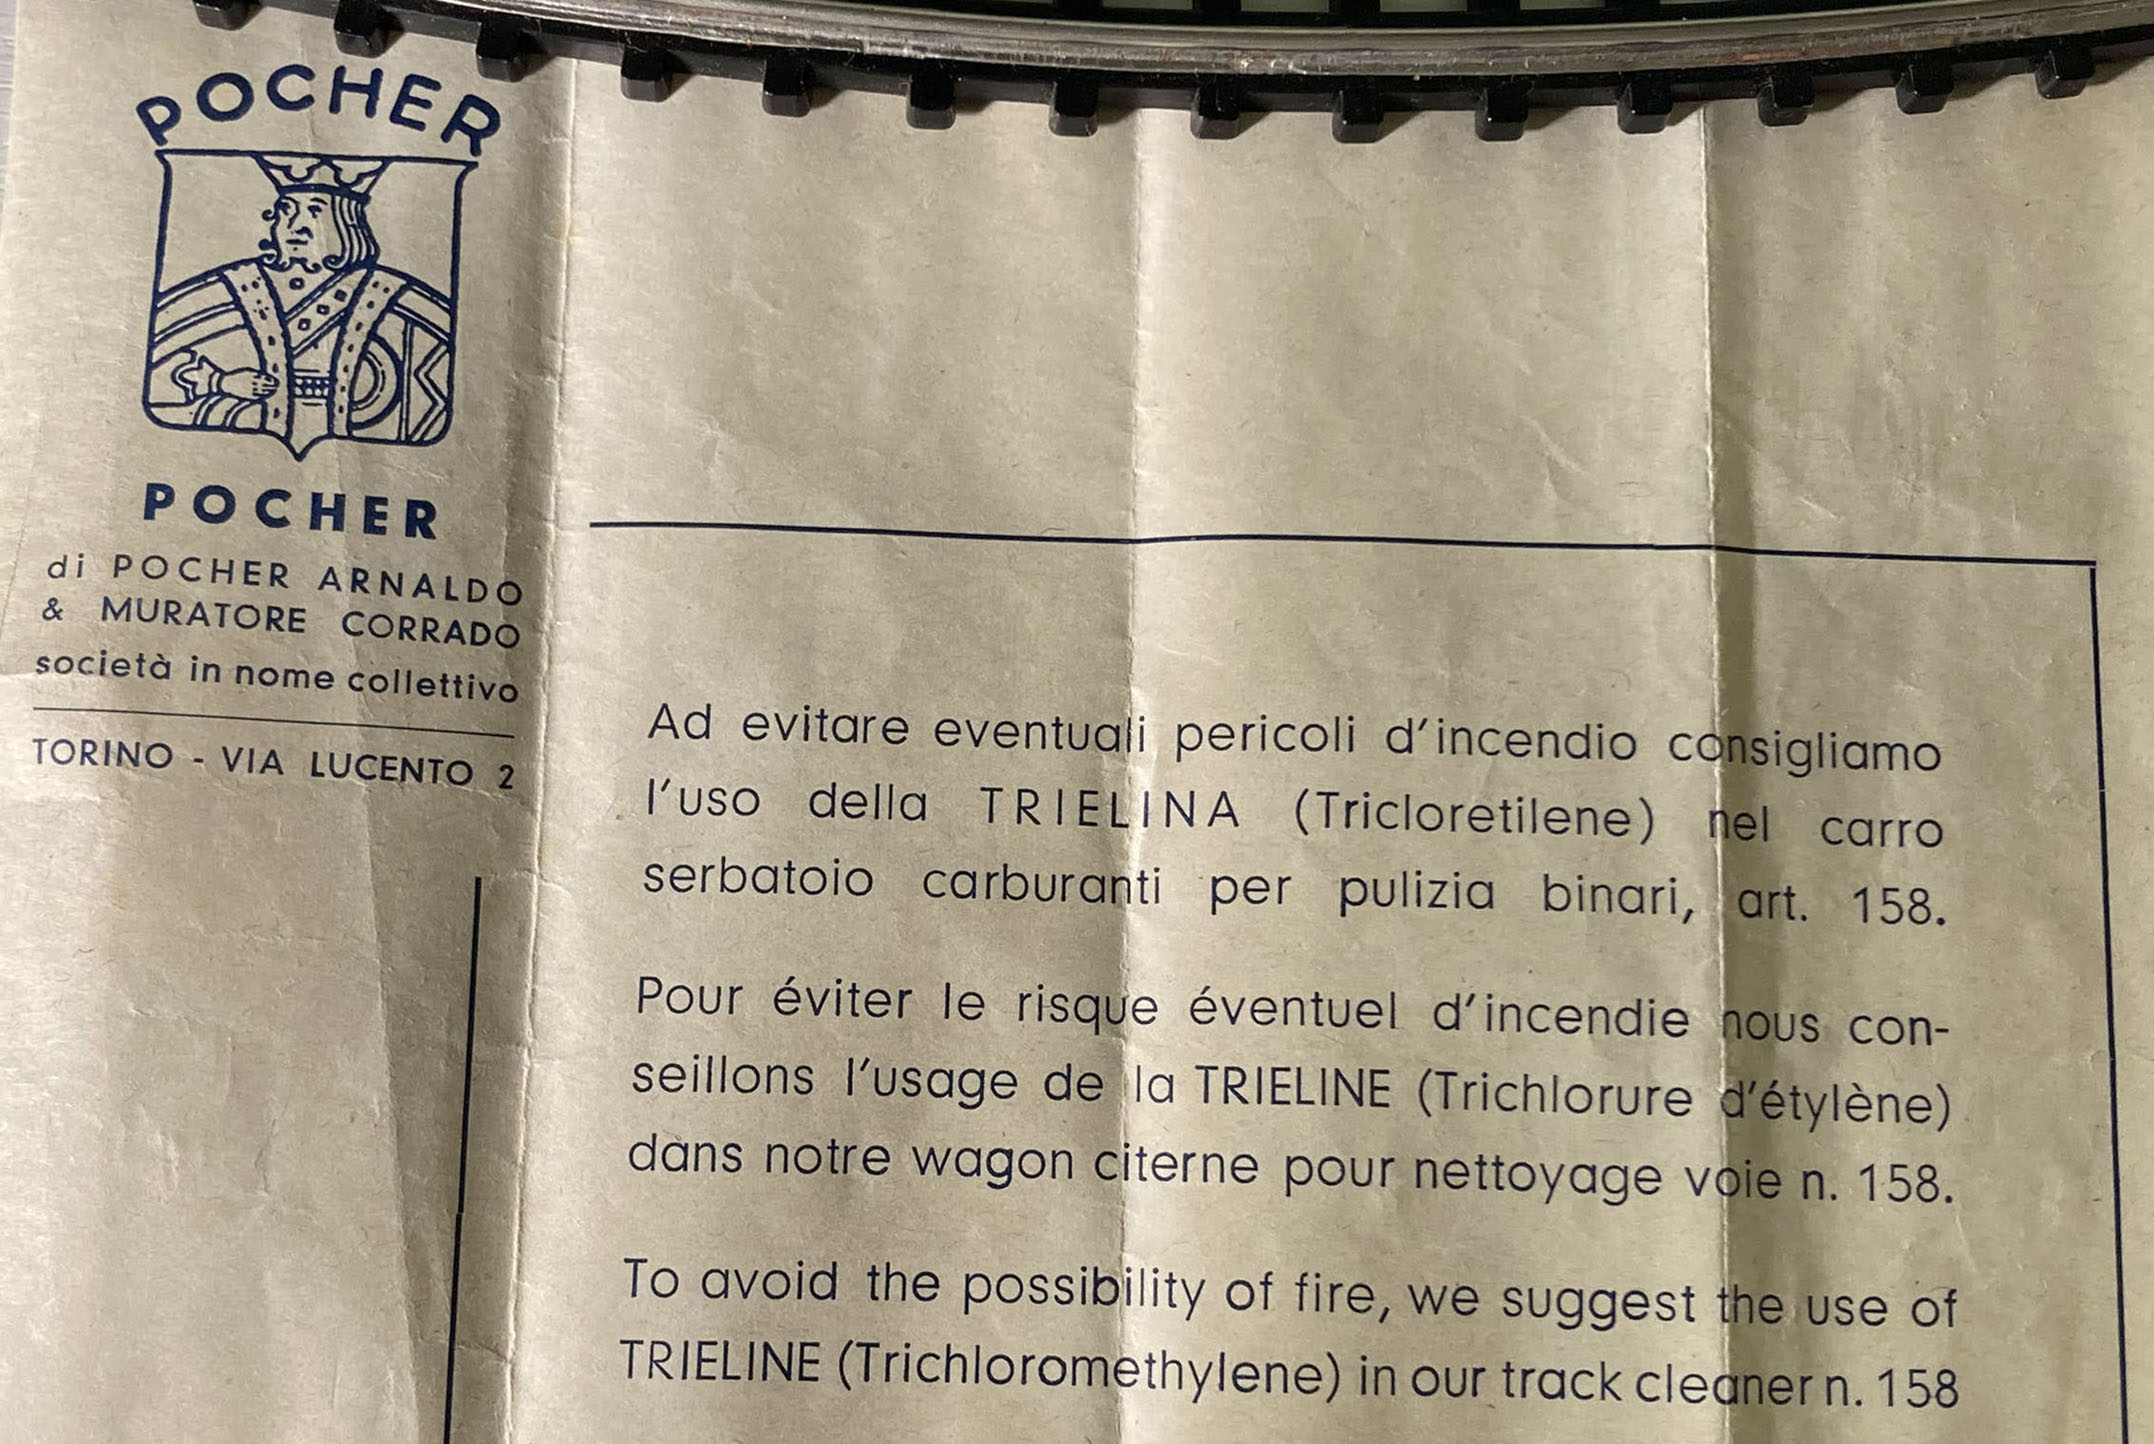 POCHER
POCHER
di POCHER ARNALDO
& MURATORE CORRADO
società in nome collettivo
TORINO - VIA LUCENTO 2
Ad evitare eventuali pericoli d'incendio consigliamo
l'uso della TRIELINA (Tricloretilene) nel carro
serbatoio carburanti per pulizia binari, art. 158.
Pour éviter le risque éventuel d'incendie nous con-
seillons l'usage de la TRIELINE (Trichlorure d'étylène)
dans notre wagon citerne pour nettoyage voie n. 158.
To avoid the possibility of fire, we suggest the use of
TRIELINE (Trichloromethylene) in our track cleaner n. 158